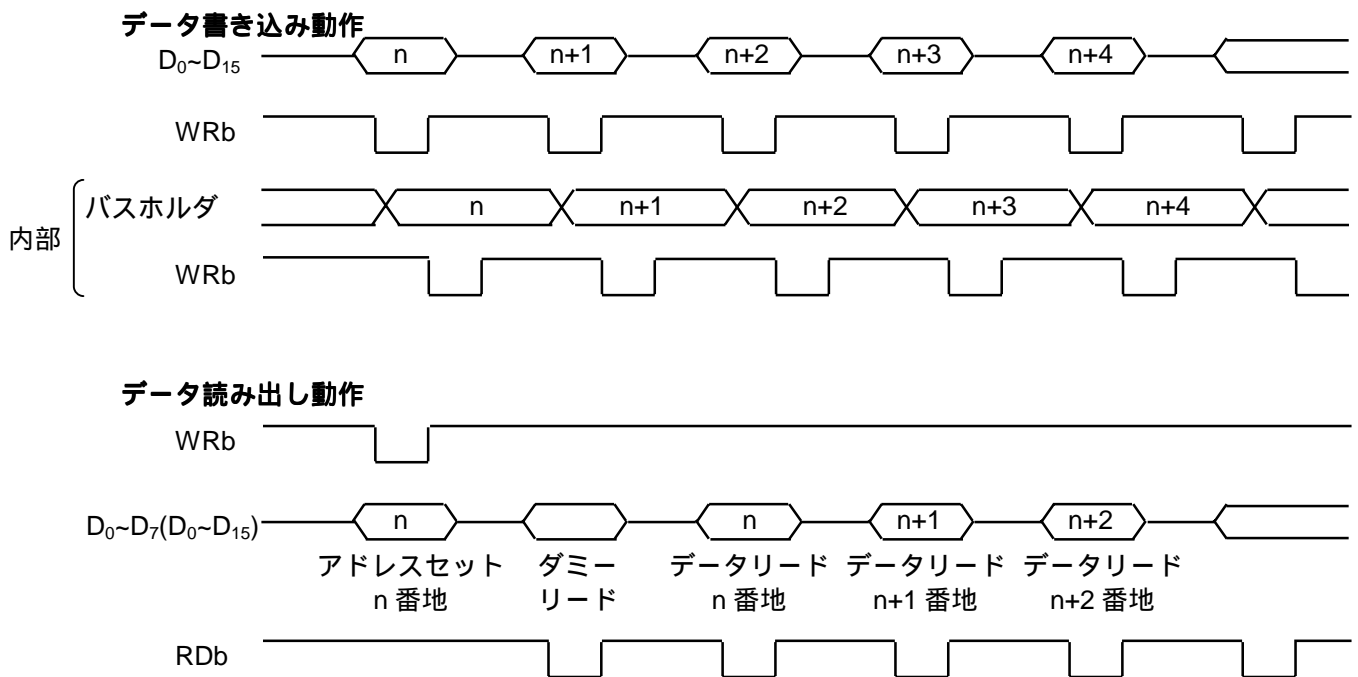 データ書き込み動作
D0~D15 n n+1 n+2 n+3 n+4
WRb
内部
バスホルダ n n+1 n+2 n+3 n+4
WRb
データ読み出し動作
WRb
D0~D7(D0~D15) n n n+1 n+2
アドレスセット ダミー データリード データリード データリード
n 番地 リード n 番地 n+1 番地 n+2 番地
RDb